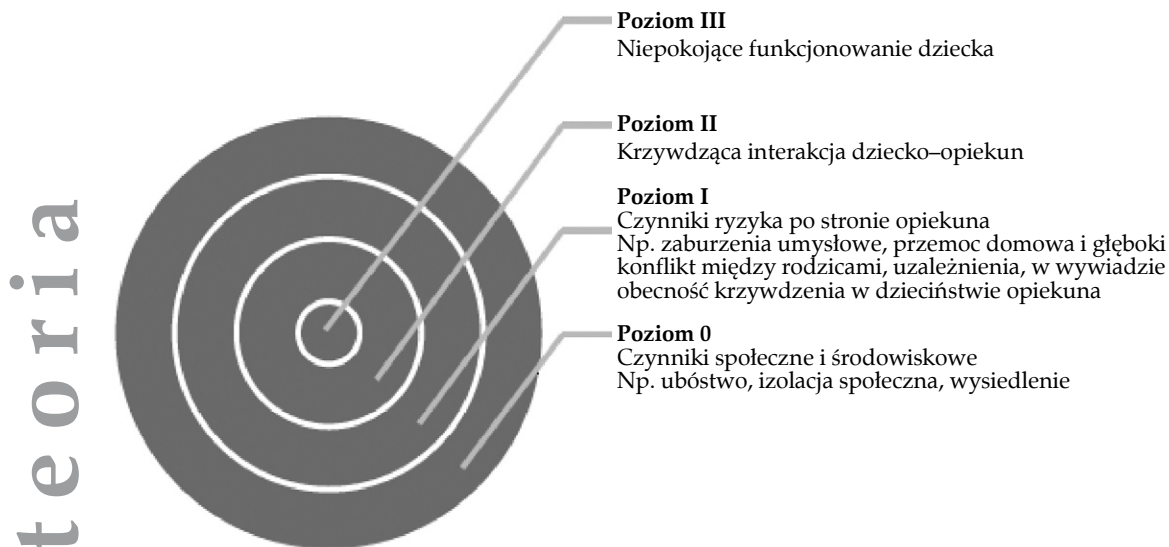 Poziom III
Niepokojące funkcjonowanie dziecka
Poziom II
Krzywdząca interakcja dziecko–opiekun
Poziom I
Czynniki ryzyka po stronie opiekuna
Np. zaburzenia umysłowe, przemoc domowa i głęboki
konflikt między rodzicami, uzależnienia, w wywiadzie
obecność krzywdzenia w dzieciństwie opiekuna
Poziom 0
Czynniki społeczne i środowiskowe
Np. ubóstwo, izolacja społeczna, wysiedlenie
teoria